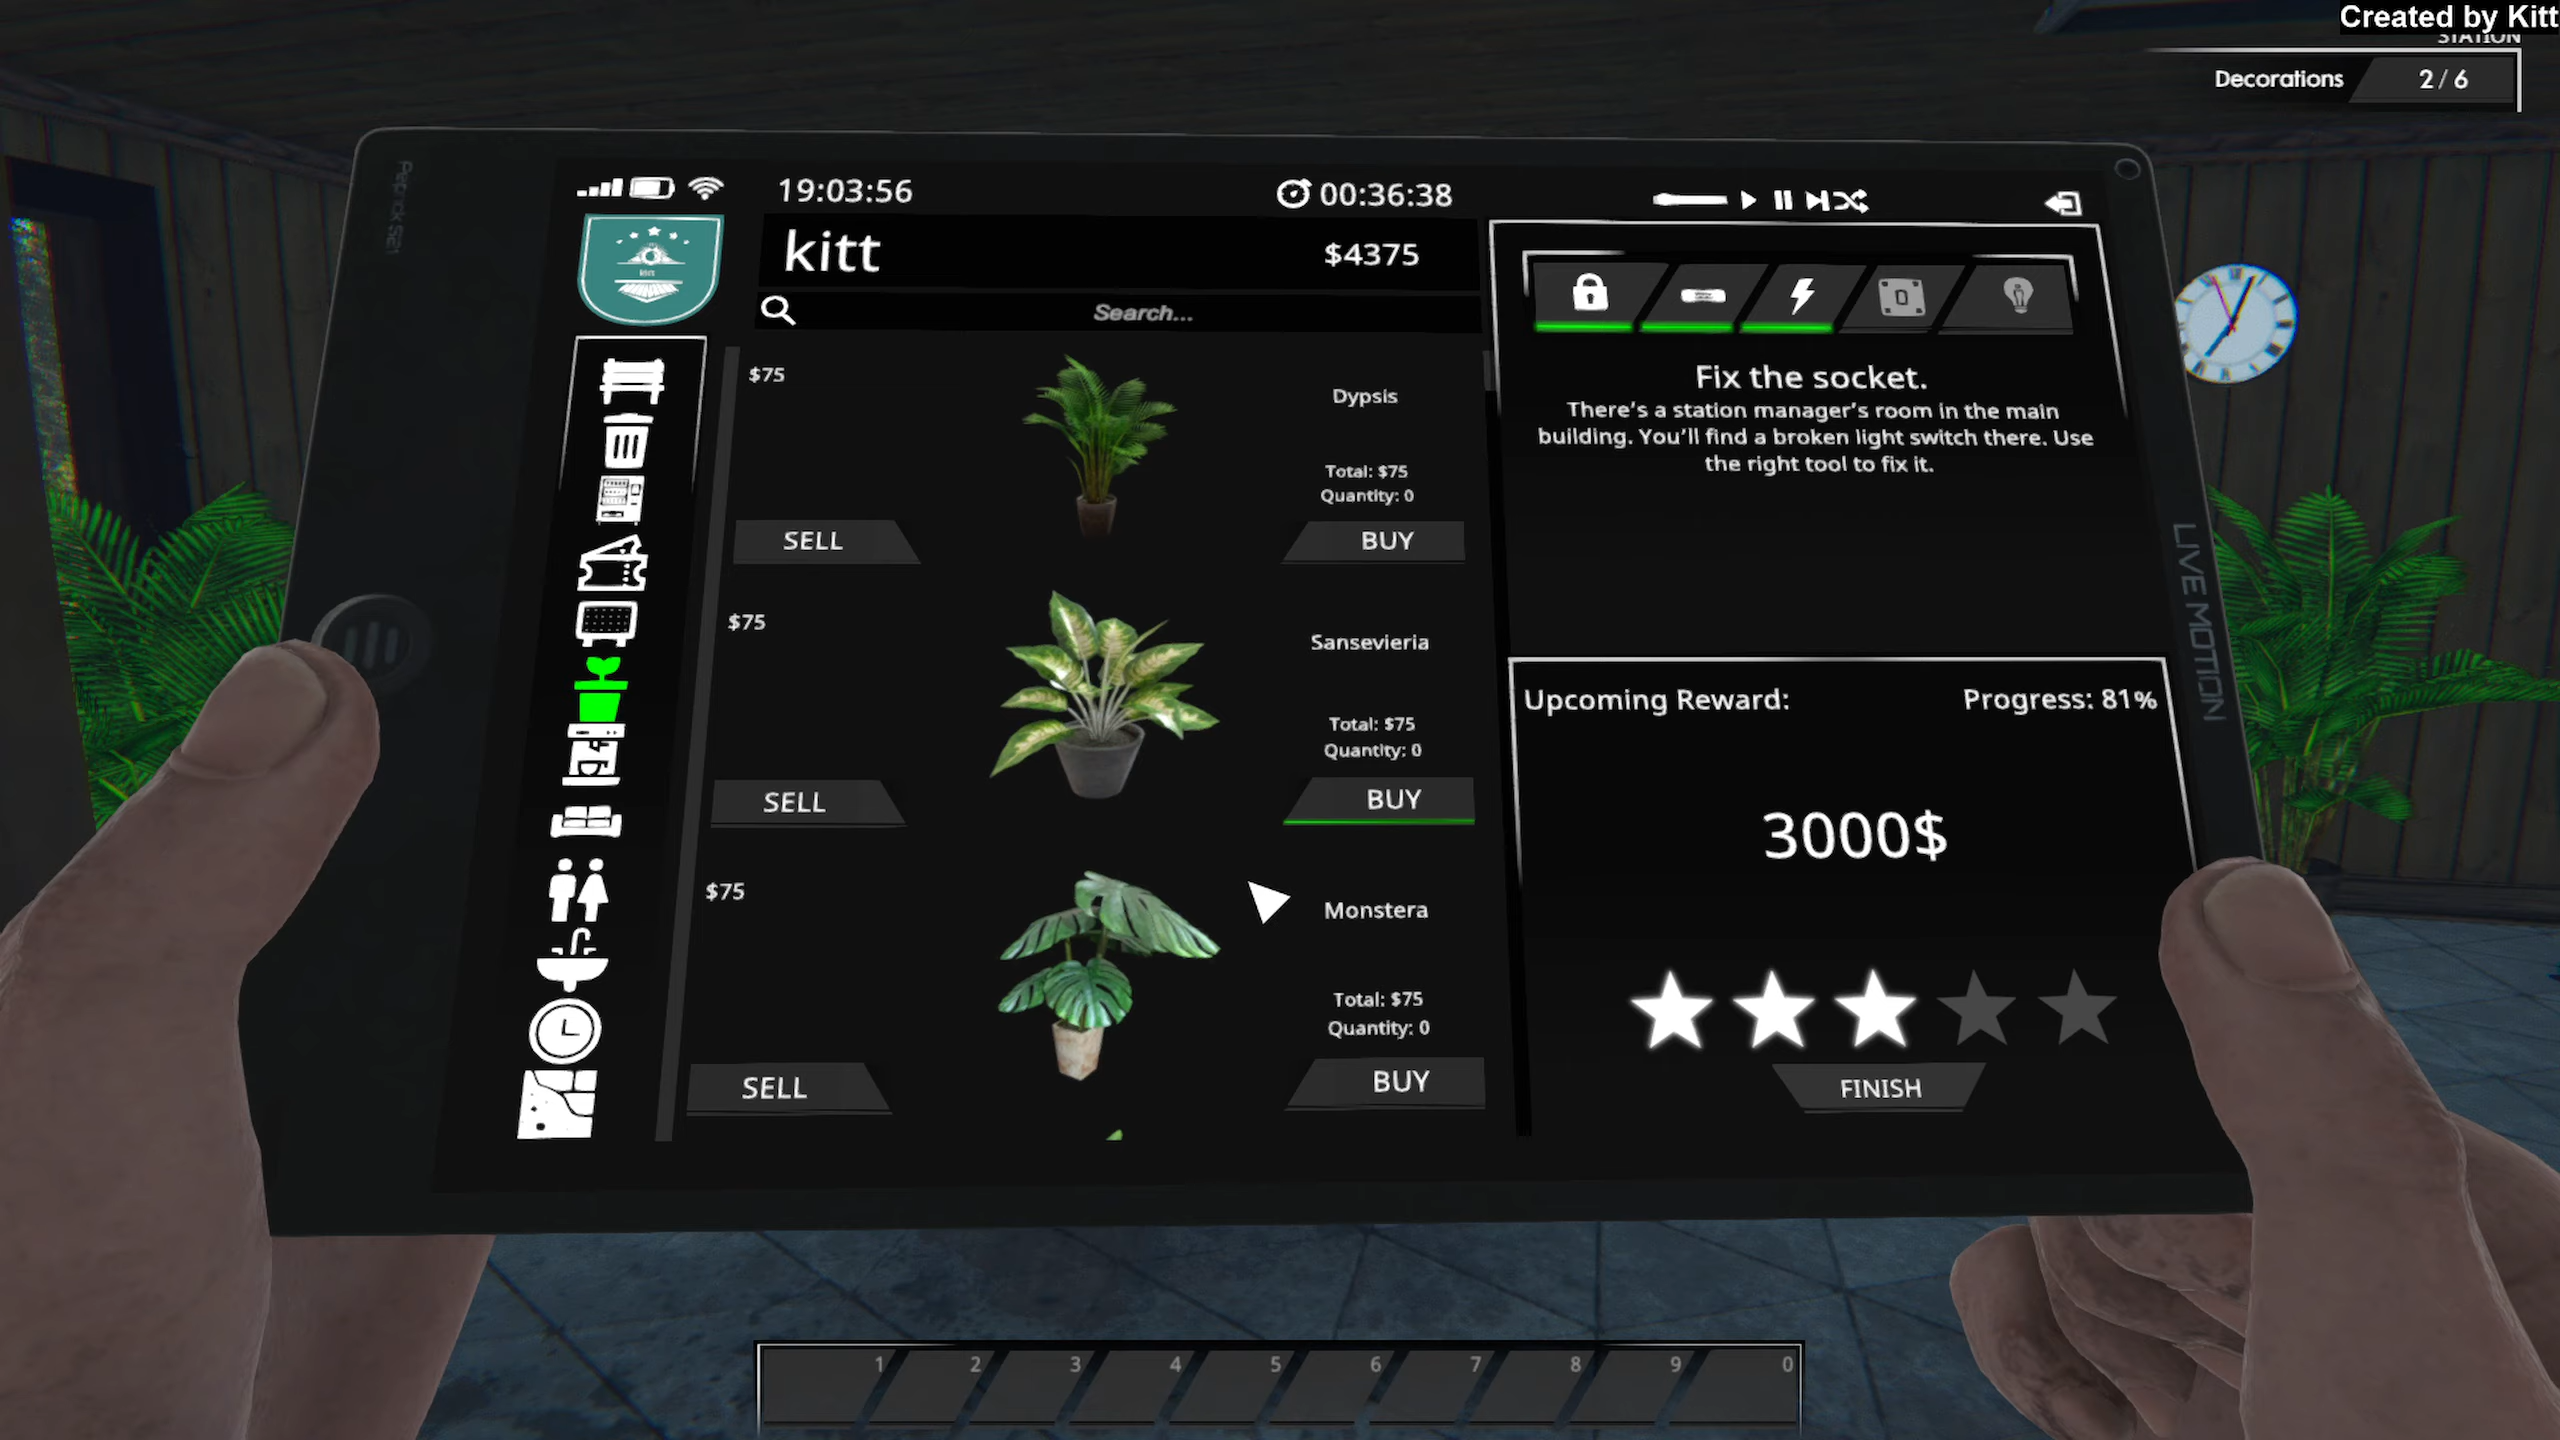 Created by Kitt
STATION
Decorations 2/6
19:03:56
00:36:38
kitt
$4375
Search...
$75
Dypsis
Total: $75
Quantity: 0
SELL
BUY
$75
Sansevieria
Total: $75
Quantity: 0
SELL
BUY
$75
Monstera
Total: $75
Quantity: 0
SELL
BUY
Fix the socket.
There's a station manager's room in the main
building. You'll find a broken light switch there. Use
the right tool to fix it.
Upcoming Reward:
Progress: 81%
3000$
FINISH
LIVE MOTION
1 2 3 4 5 6 7 8 9 0